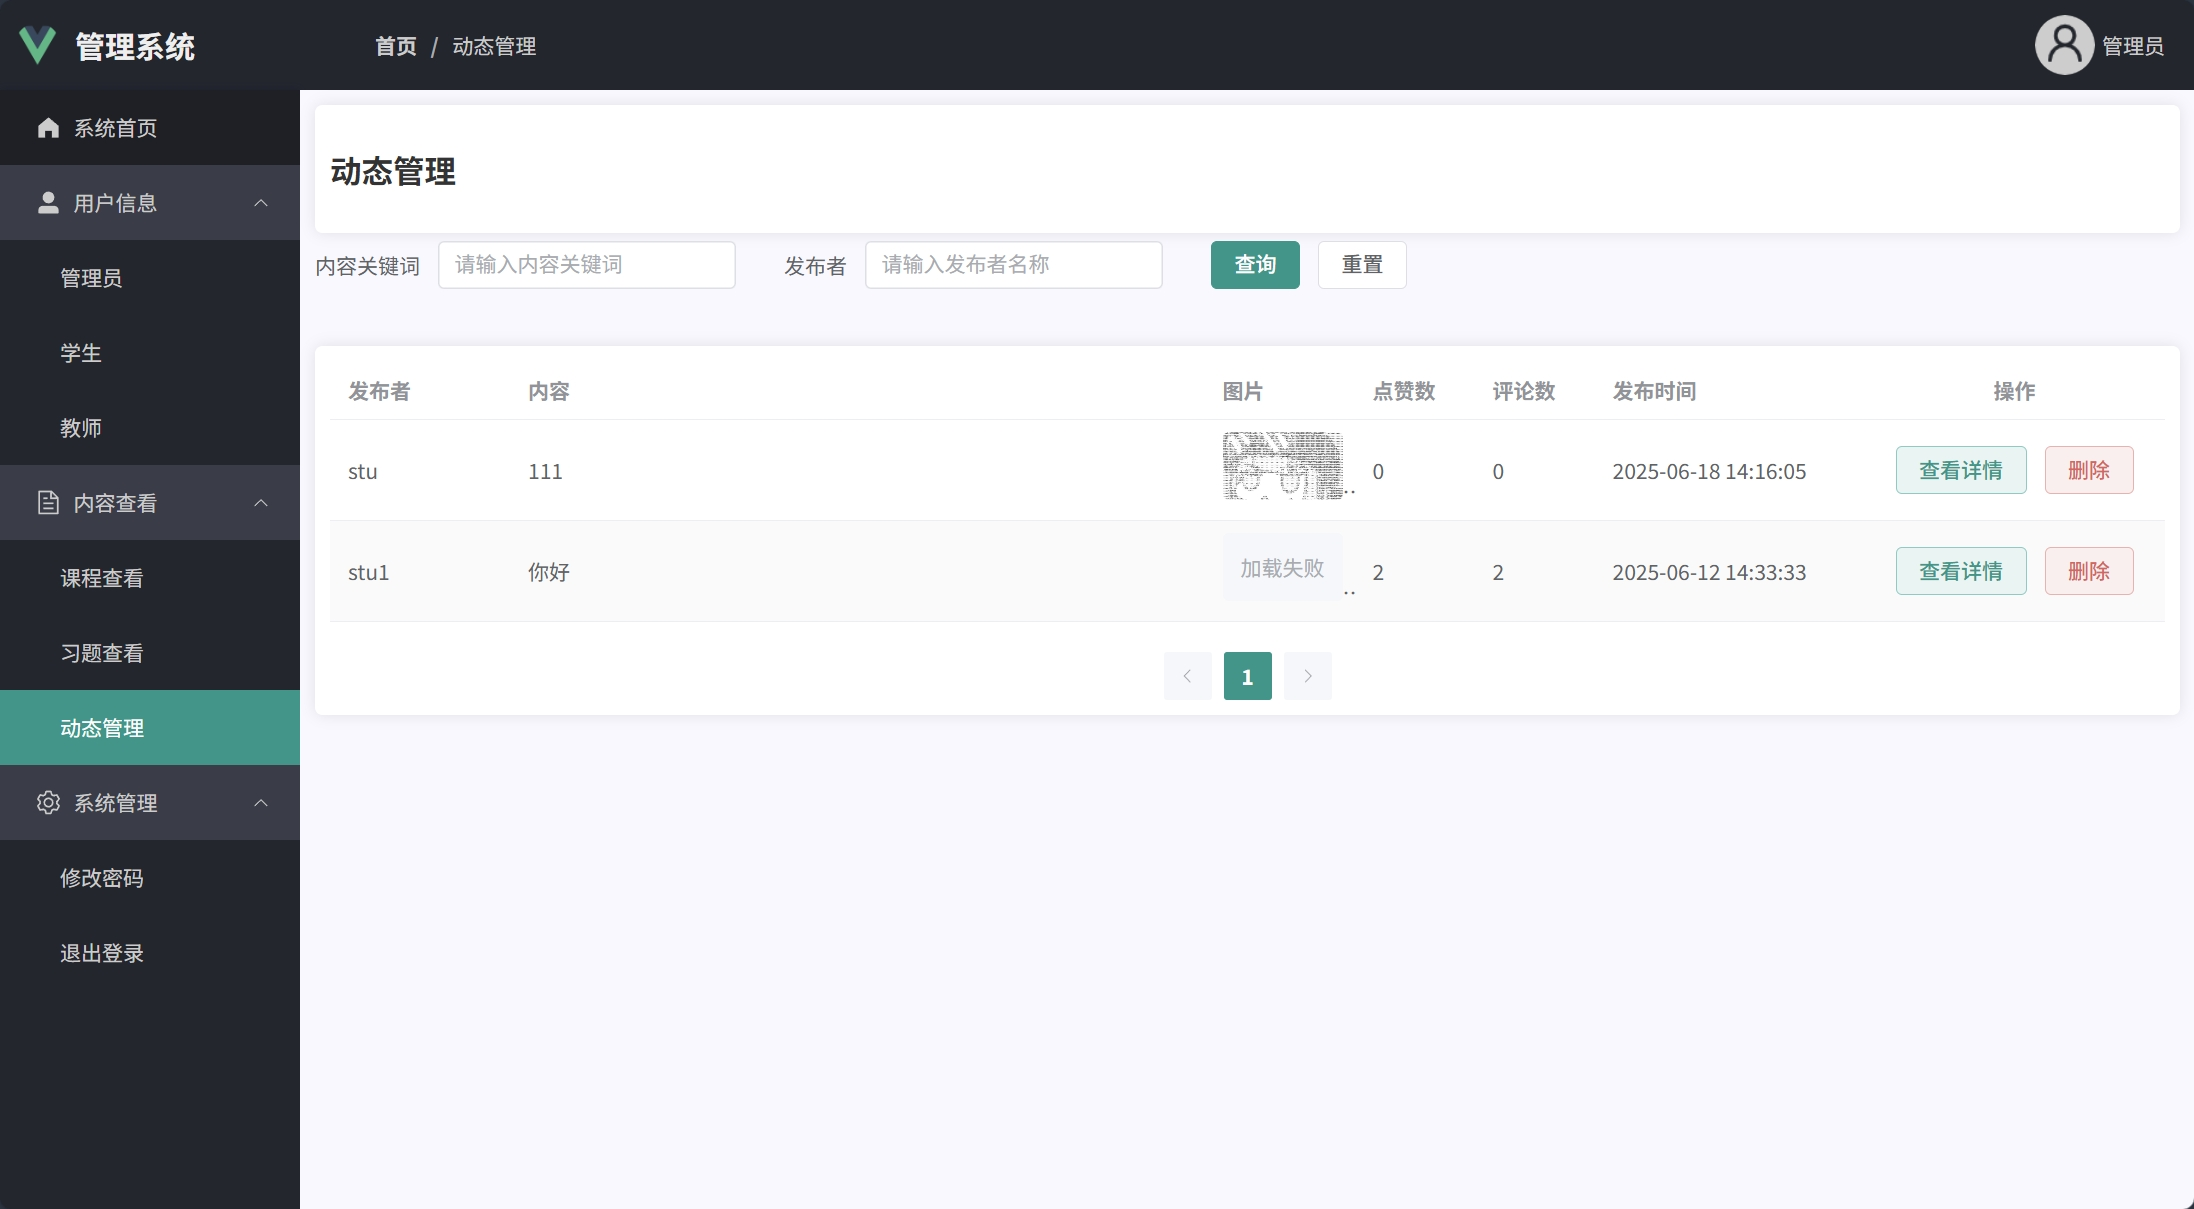 管理系统
首页 / 动态管理
管理员
系统首页
用户信息
管理员
学生
教师
内容查看
课程查看
习题查看
动态管理
系统管理
修改密码
退出登录
动态管理
内容关键词 请输入内容关键词 发布者 请输入发布者名称 查询 重置
发布者 内容 图片 点赞数 评论数 发布时间 操作
stu 111 .. 0 0 2025-06-18 14:16:05 查看详情 删除
stu1 你好 加载失败 .. 2 2 2025-06-12 14:33:33 查看详情 删除
1